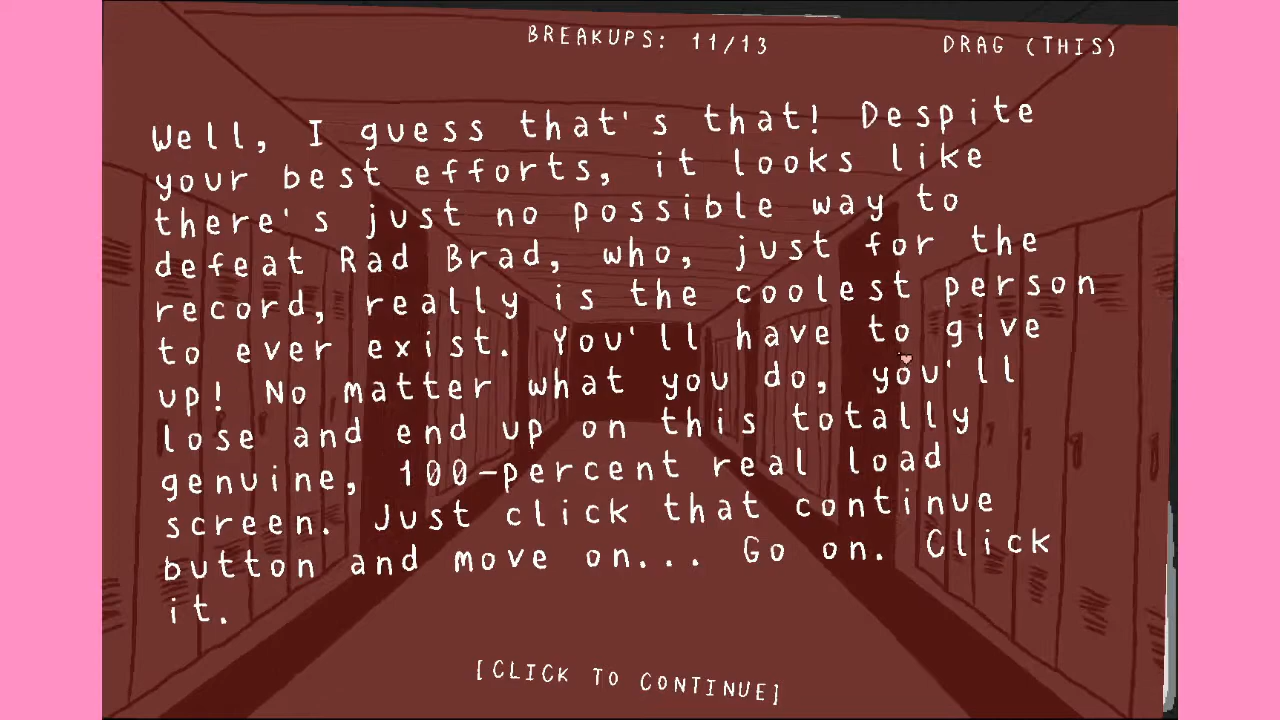 BREAKUPS: 11/13
DRAG (THIS)
Well, I guess that's that! Despite
your best efforts, it looks like
there's just no possible way to
defeat Rad Brad, who, just for the
record, really is the coolest person
to ever exist. You'll have to give
up! No matter what you do, you'll
lose and end up on this totally
genuine, 100-percent real load
screen. Just click that continue
button and move on... Go on. Click
it.
[CLICK TO CONTINUE]